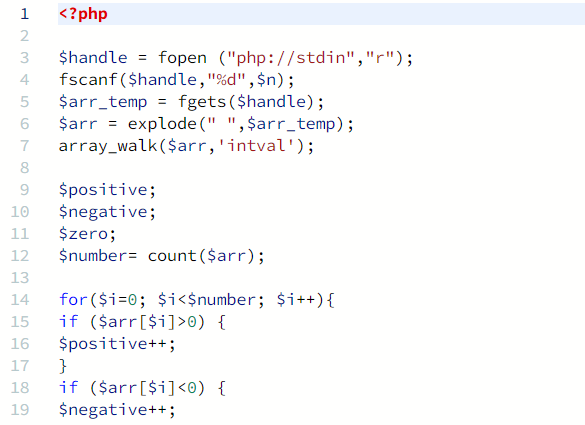 1 <?php
2
3 $handle = fopen ("php://stdin","r");
4 fscanf($handle,"%d",$n);
5 $arr_temp = fgets($handle);
6 $arr = explode(" ",$arr_temp);
7 array_walk($arr,'intval');
8
9 $positive;
10 $negative;
11 $zero;
12 $number= count($arr);
13
14 for($i=0; $i<$number; $i++){
15 if ($arr[$i]>0) {
16 $positive++;
17 }
18 if ($arr[$i]<0) {
19 $negative++;